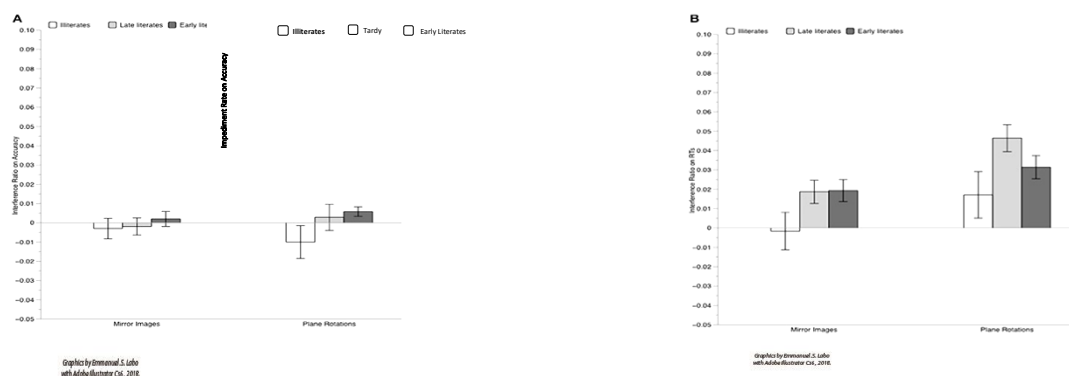 A
Illiterates Late literates Early lite
Illiterates Tardy Early Literates
Impediment Rate on Accuracy
Interference Ratio on Accuracy
0.10
0.09
0.08
0.07
0.06
0.05
0.04
0.03
0.02
0.01
0
−0.01
−0.02
−0.03
−0.04
−0.05
Mirror Images Plane Rotations
Graphics by Emmanuel .S. Lobo
with Adobe Illustrator Cs6, 2018.
B
Illiterates Late literates Early literates
Interference Ratio on RTs
0.10
0.09
0.08
0.07
0.06
0.05
0.04
0.03
0.02
0.01
0
−0.01
−0.02
−0.03
−0.04
−0.05
Mirror Images Plane Rotations
Graphics by Emmanuel .S. Lobo
with Adobe Illustrator Cs6, 2018.